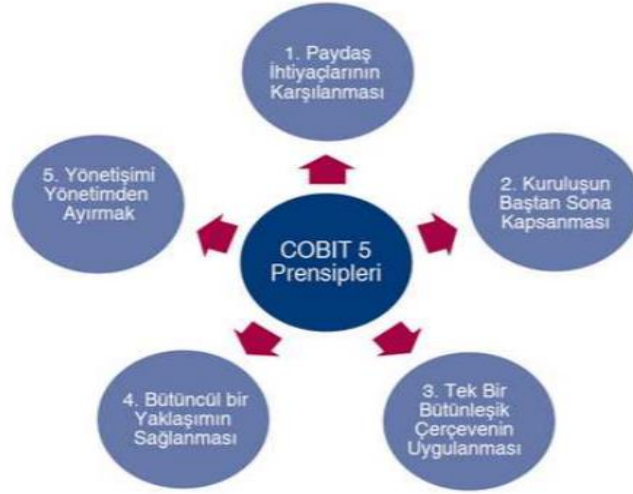 1. Paydaş
İhtiyaçlarının
Karşılanması
2. Kuruluşun
Baştan Sona
Kapsanması
3. Tek Bir
Bütünleşik
Çerçevenin
Uygulanması
4. Bütüncül bir
Yaklaşımın
Sağlanması
5. Yönetişimi
Yönetimden
Ayırmak
COBIT 5
Prensipleri